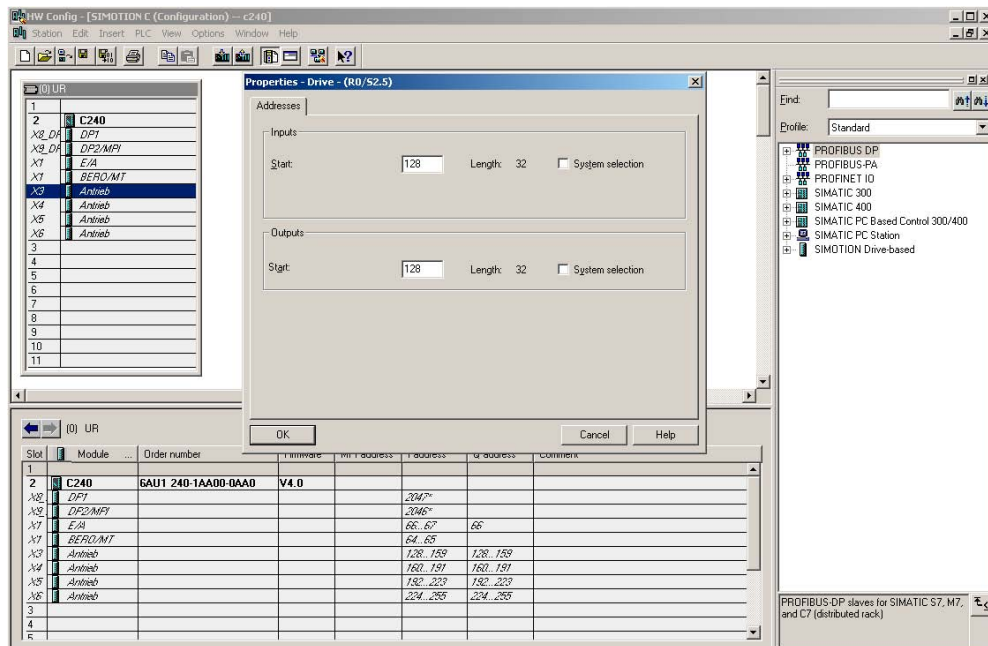 HW Config - [SIMOTION C (Configuration) -- c240]
Station Edit Insert PLC View Options Window Help
(0) UR
1
2 C240
X8_DP DP1
X9_DP DP2/MPI
X1 E/A
X1 BERO/MT
X3 Antrieb
X4 Antrieb
X5 Antrieb
X6 Antrieb
3
4
5
6
7
8
9
10
11
Properties - Drive - (R0/S2.5)
Addresses
Inputs
Start: 128 Length: 32 System selection
Outputs
Start: 128 Length: 32 System selection
OK Cancel Help
Find:
Profile: Standard
PROFIBUS DP
PROFIBUS-PA
PROFINET IO
SIMATIC 300
SIMATIC 400
SIMATIC PC Based Control 300/400
SIMATIC PC Station
SIMOTION Drive-based
(0) UR
Slot Module ... Order number Firmware MPI address I address Q address Comment
1
2 C240 6AU1 240-1AA00-0AA0 V4.0
X8 DP1 2047*
X9 DP2/MPI 2046*
X1 E/A 66...67 66
X1 BERO/MT 64...65
X3 Antrieb 128...159 128...159
X4 Antrieb 160...191 160...191
X5 Antrieb 192...223 192...223
X6 Antrieb 224...255 224...255
3
4
5
PROFIBUS-DP slaves for SIMATIC S7, M7,
and C7 (distributed rack)